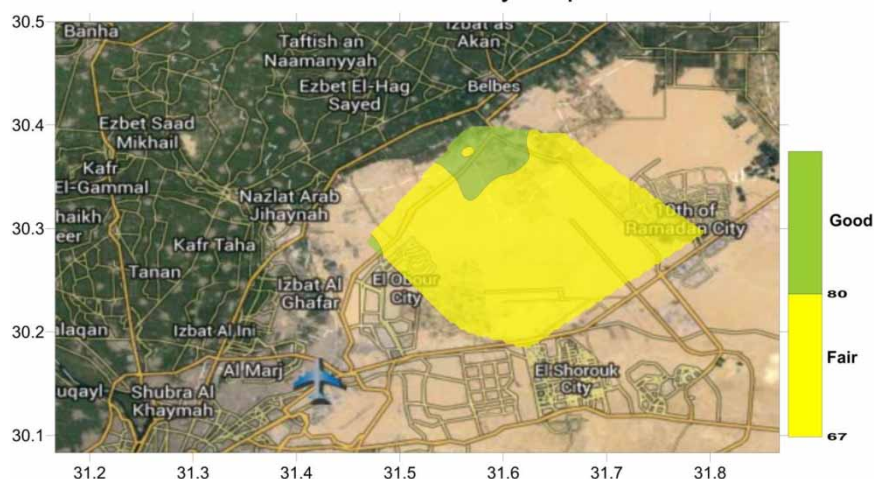 30.5
30.4
30.3
30.2
30.1
31.2
31.3
31.4
31.5
31.6
31.7
31.8
Banha
Taftish an
Naamanyyah
Izbat as
Akan
Ezbet El-Hag
Sayed
Belbes
Ezbet Saad
Mikhail
Kafr
El-Gammal
Nazlat Arab
Jihaynah
haikh
eer
Kafr Taha
10th of
Ramadan City
Tanan
Izbat Al
Ghafar
El Obour
City
alaqan
Izbat Al Ini
Al Marj
El Shorouk
City
uqayl
Shubra Al
Khaymah
Good
80
Fair
67